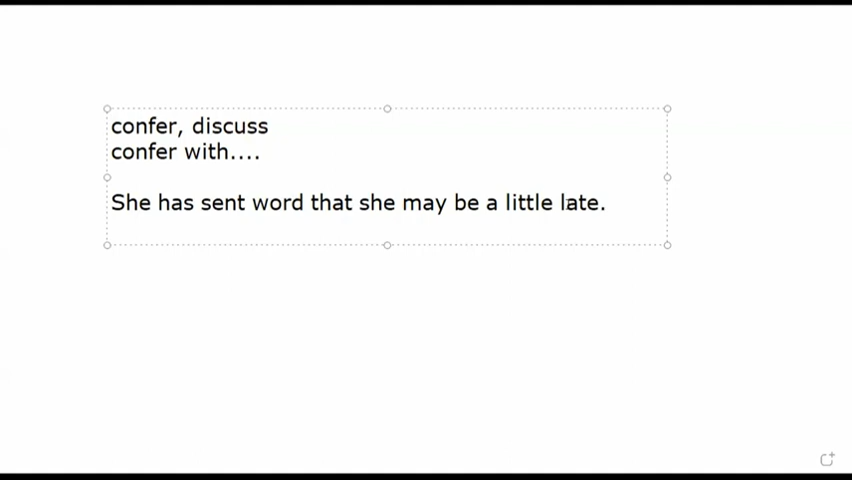 confer, discuss
confer with....
She has sent word that she may be a little late.